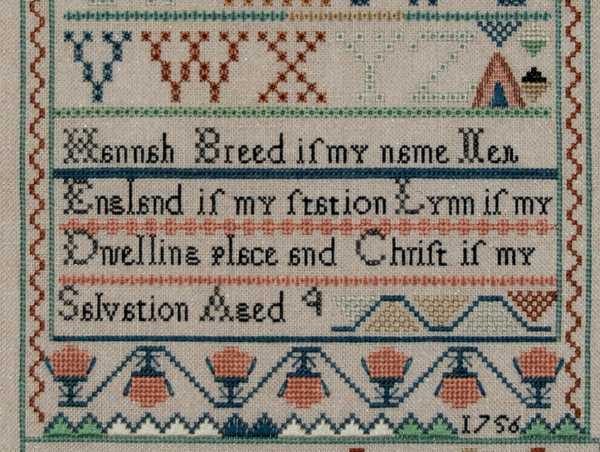 V W X Y Z
Hannah Breed iſ my name New
England iſ my ſtation Lynn iſ my
Dwelling place and Chriſt iſ my
Salvation Aged 9
1756